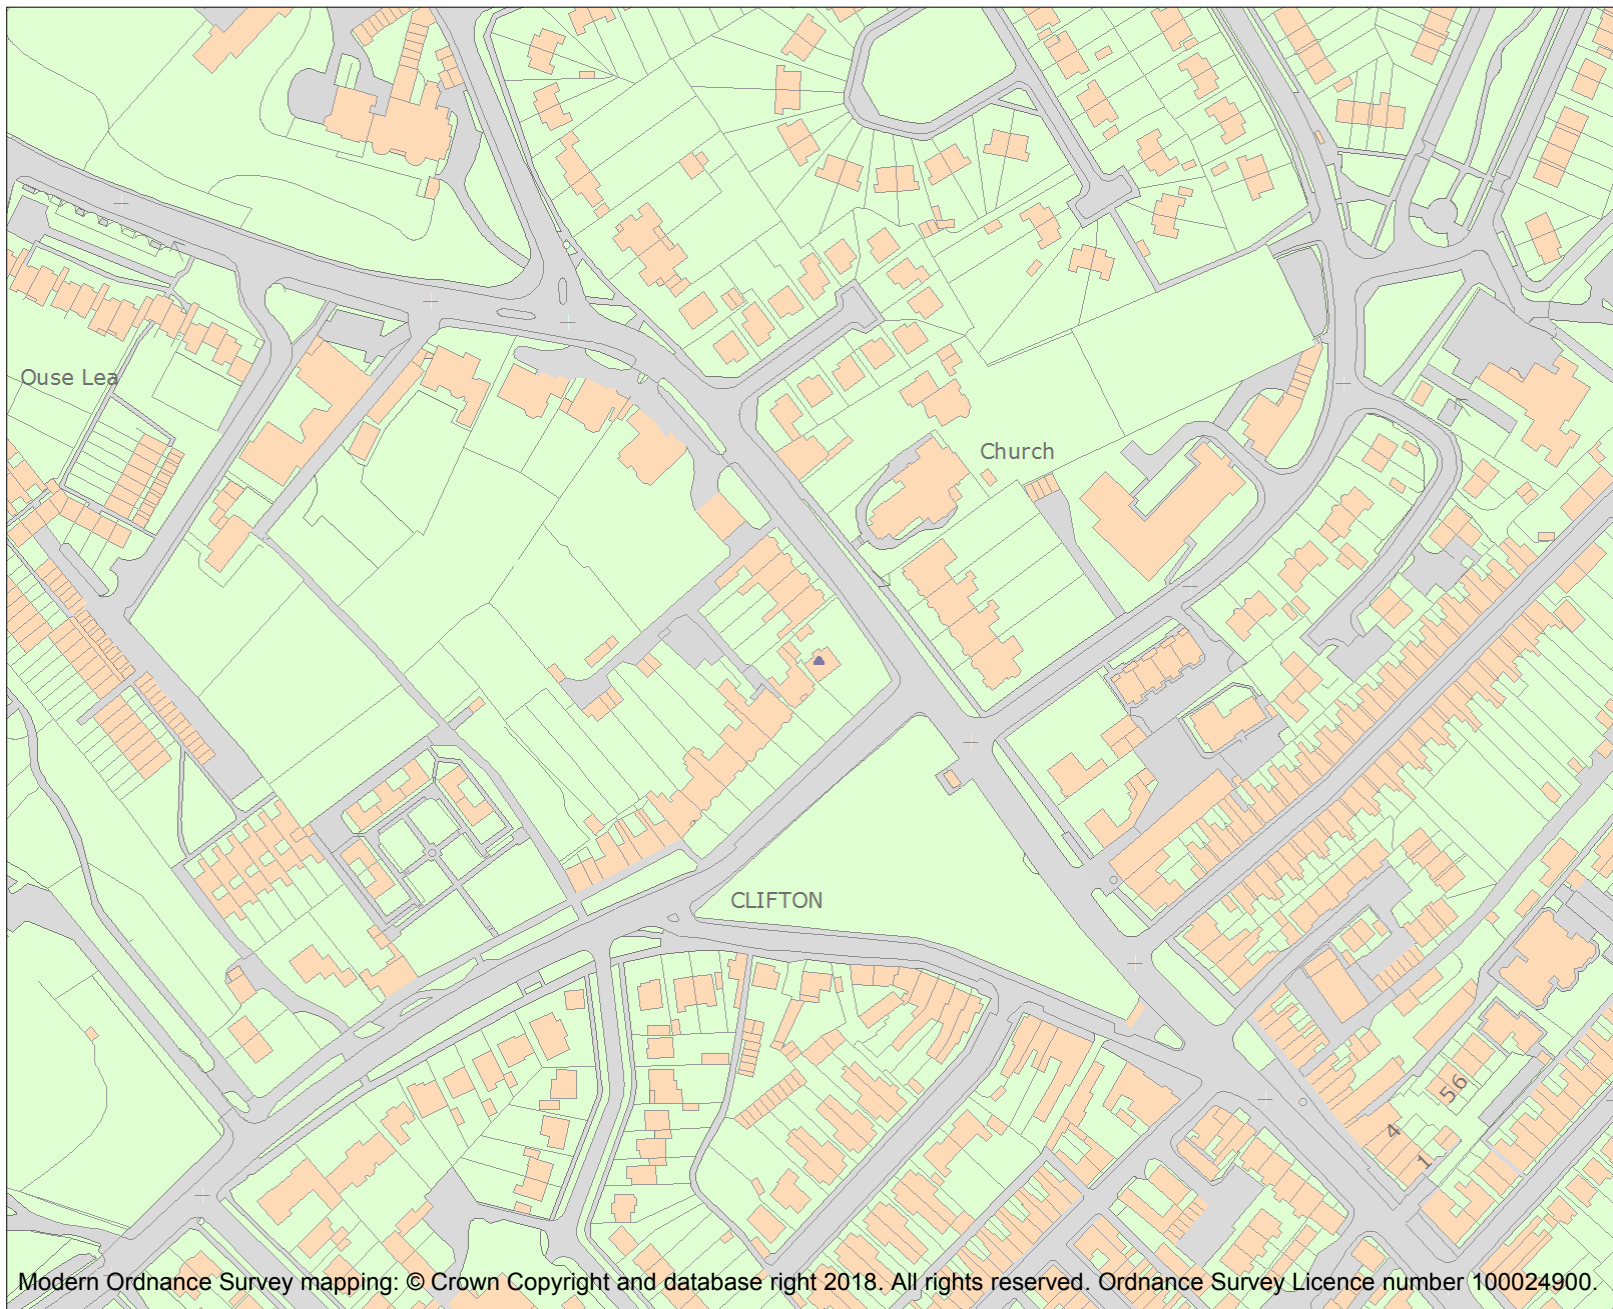 Ouse Lea
Church
CLIFTON
56
4
1
Modern Ordnance Survey mapping: © Crown Copyright and database right 2018. All rights reserved. Ordnance Survey Licence number 100024900.